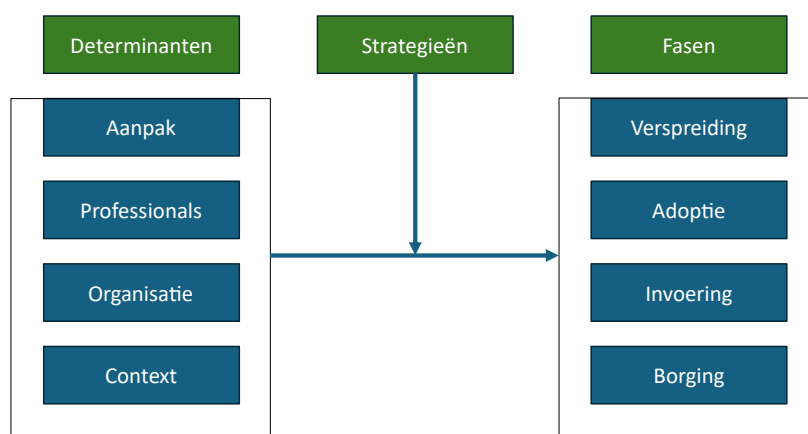 Determinanten
Strategieën
Fasen
Aanpak
Professionals
Organisatie
Context
Verspreiding
Adoptie
Invoering
Borging